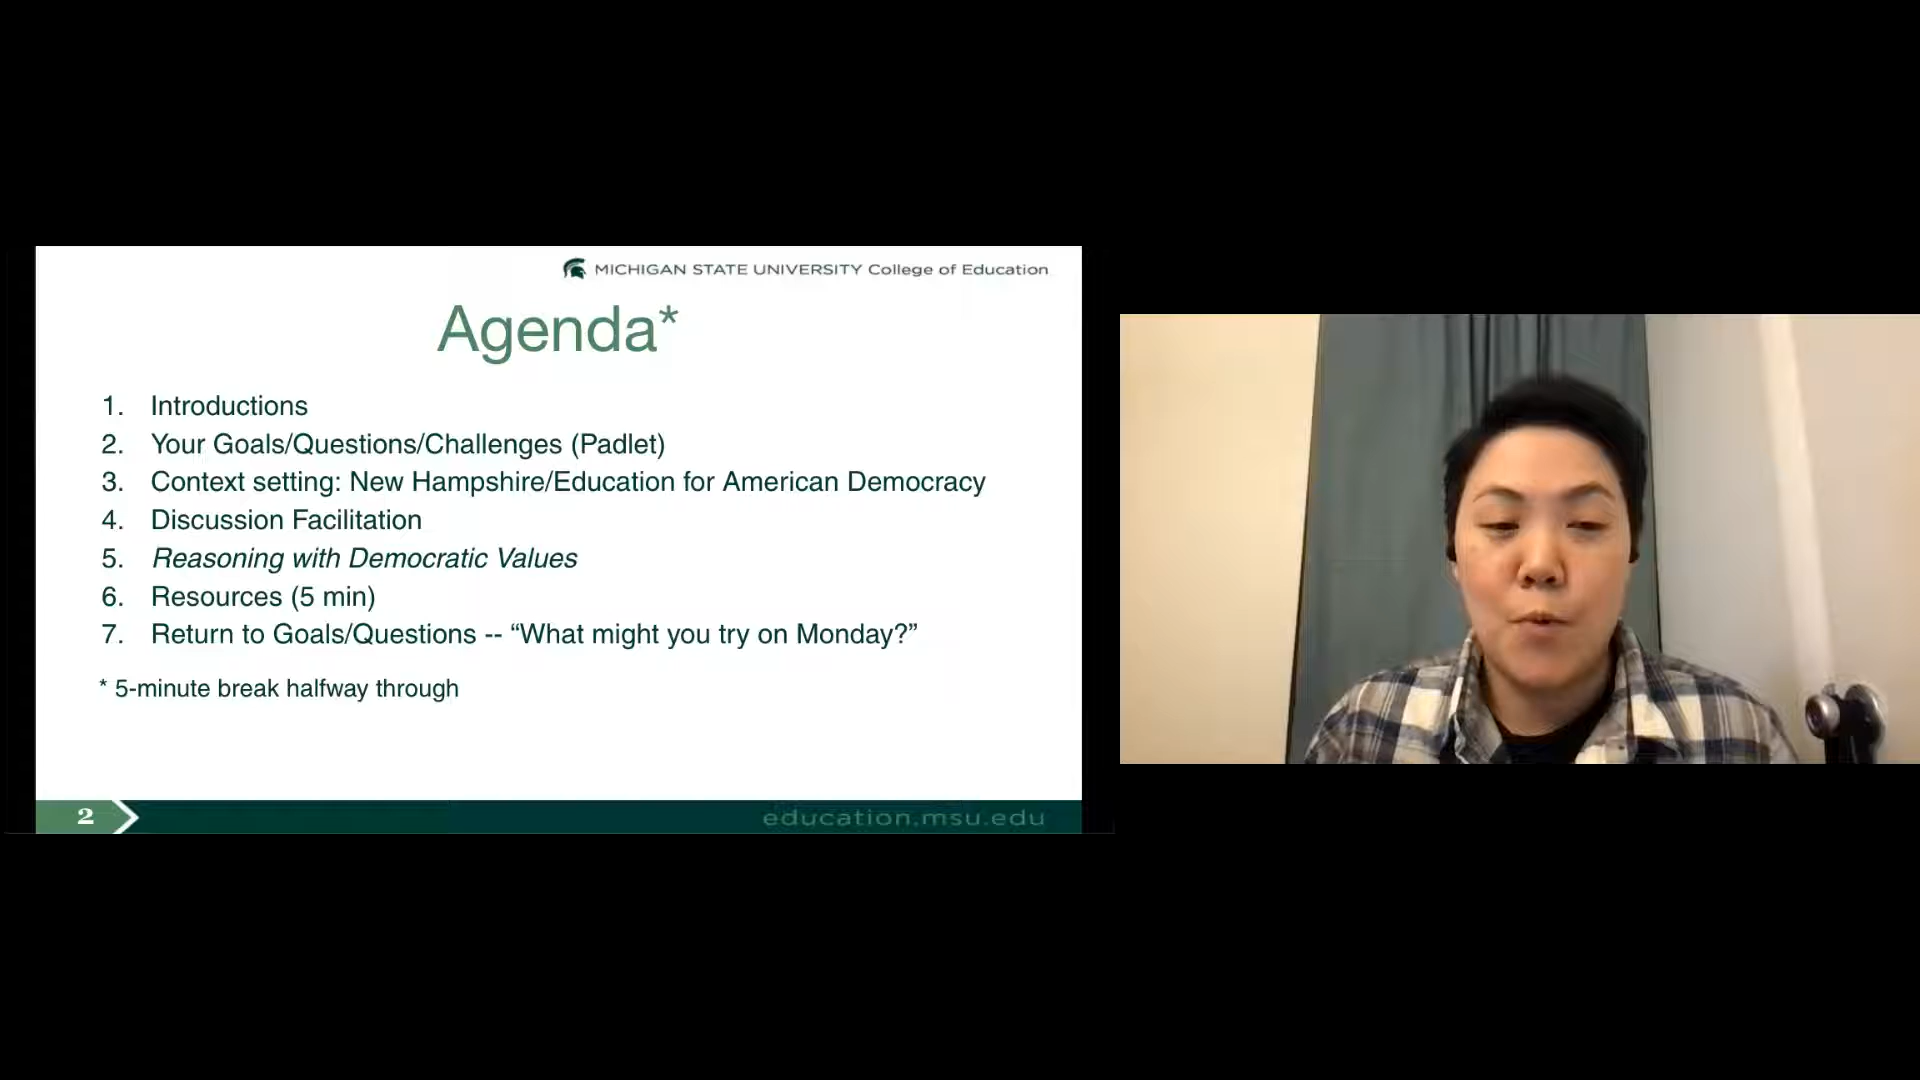 MICHIGAN STATE UNIVERSITY College of Education
Agenda*
1. Introductions
2. Your Goals/Questions/Challenges (Padlet)
3. Context setting: New Hampshire/Education for American Democracy
4. Discussion Facilitation
5. Reasoning with Democratic Values
6. Resources (5 min)
7. Return to Goals/Questions -- “What might you try on Monday?”
* 5-minute break halfway through
2
education.msu.edu